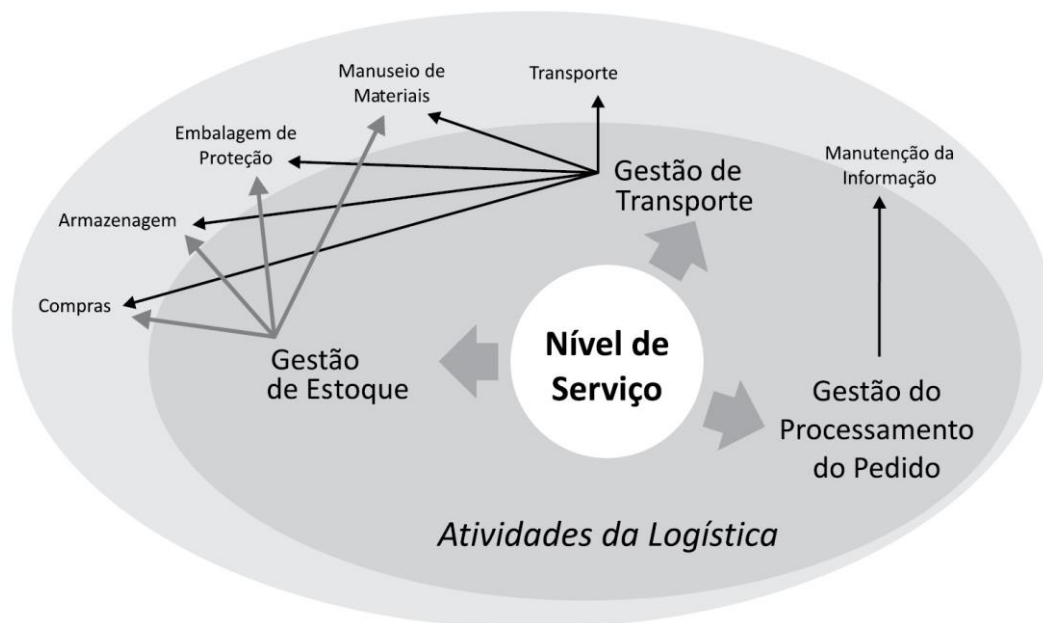 Manuseio de
Materiais
Transporte
Embalagem de
Proteção
Manutenção da
Informação
Gestão de
Transporte
Armazenagem
Compras
Nível de
Serviço
Gestão
de Estoque
Gestão do
Processamento
do Pedido
Atividades da Logística